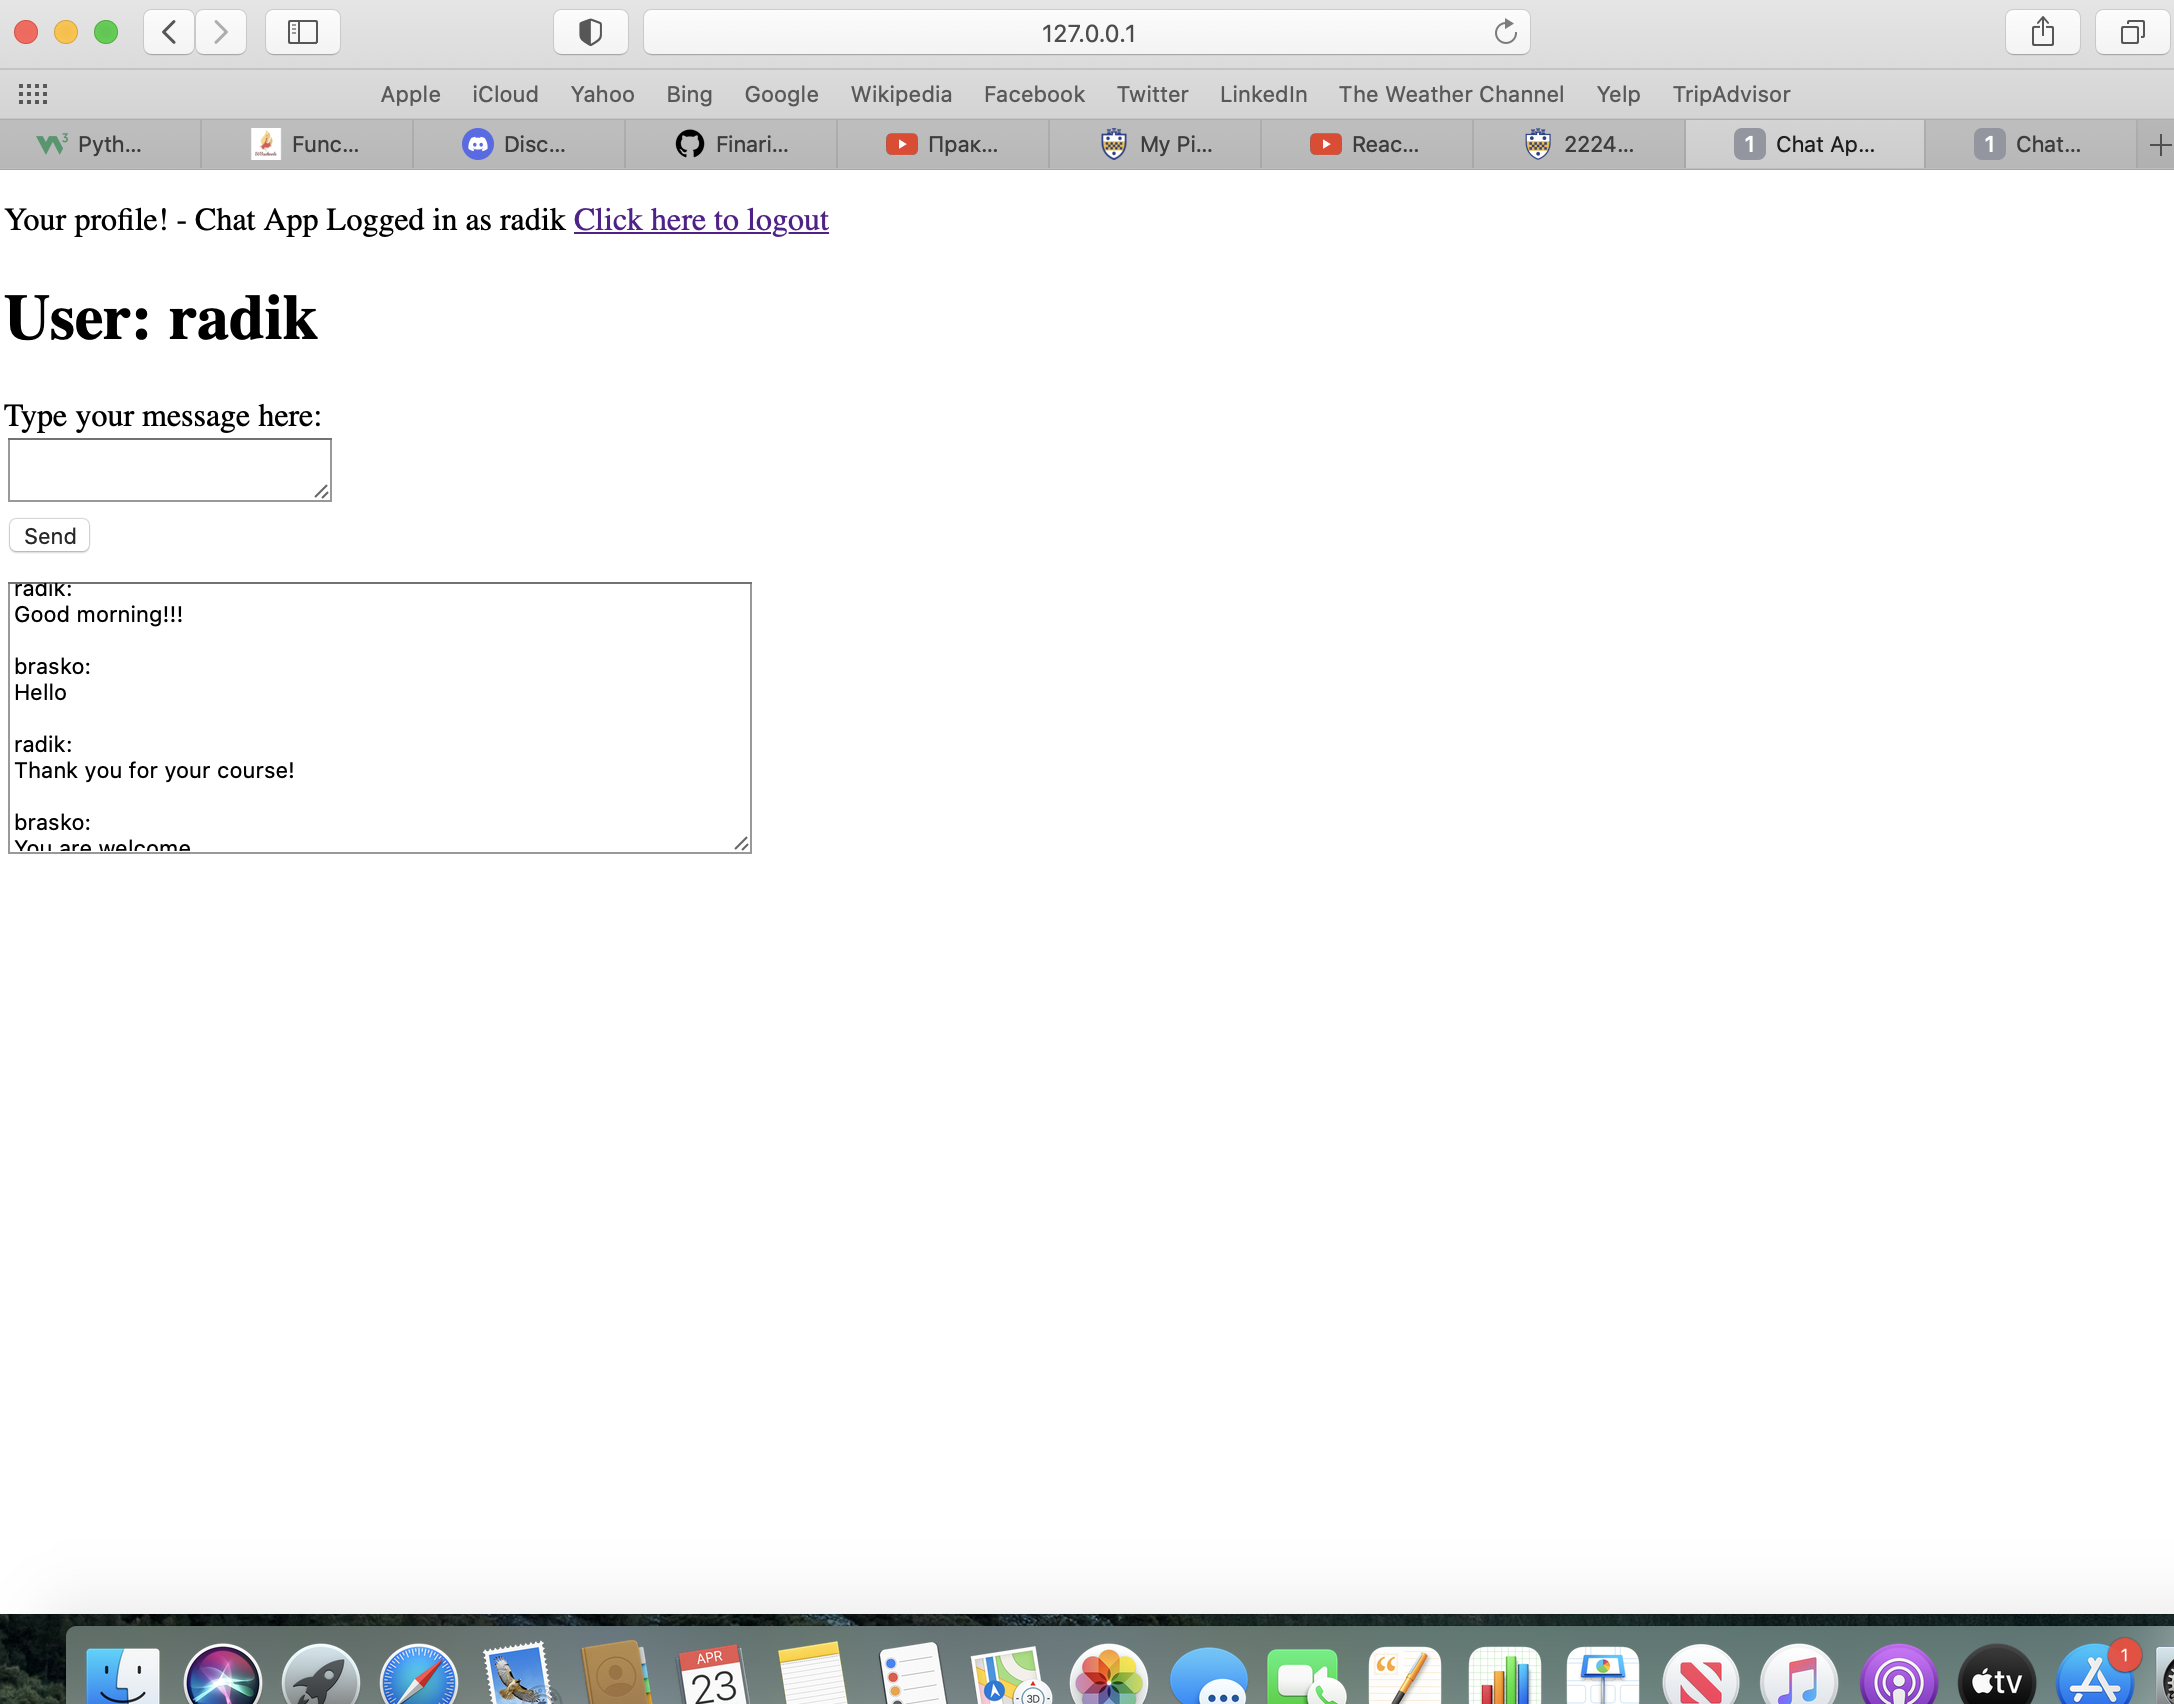 127.0.0.1
Apple iCloud Yahoo Bing Google Wikipedia Facebook Twitter LinkedIn The Weather Channel Yelp TripAdvisor
W3 Pyth... Func... Disc... Finari... Прак... My Pi... Reac... 2224... 1 Chat Ap... 1 Chat...
Your profile! - Chat App Logged in as radik Click here to logout
User: radik
Type your message here:
Send
radik:
Good morning!!!
brasko:
Hello
radik:
Thank you for your course!
brasko:
You are welcome
APR
23
3D
tv
1